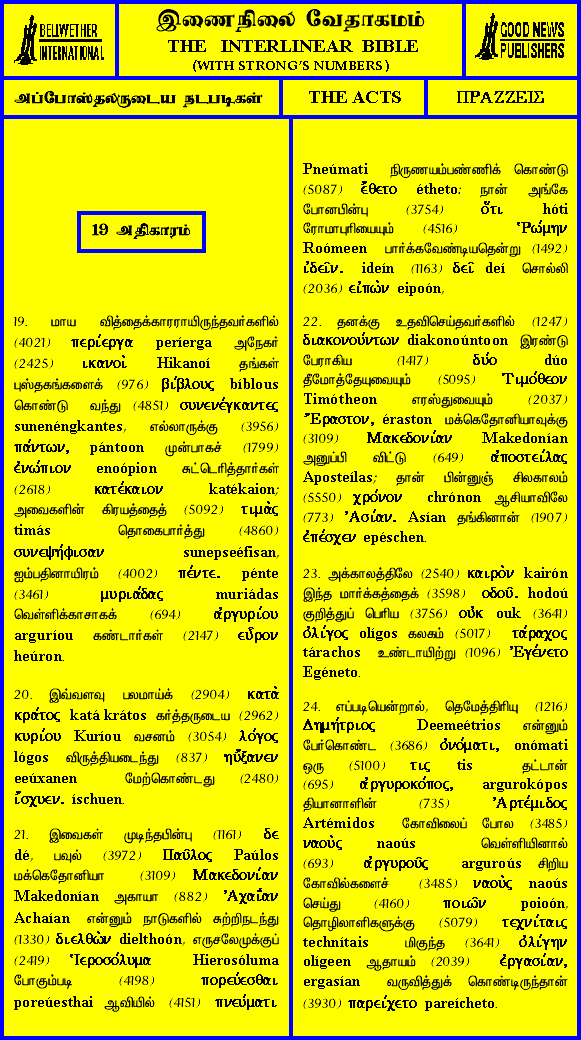 BELLWETHER
INTERNATIONAL
இணைநிலை வேதாகமம்
THE INTERLINEAR BIBLE
(WITH STRONG'S NUMBERS)
GOOD NEWS
PUBLISHERS
அப்போஸ்தலருடைய நடபடிகள்
THE ACTS
ΠΡΑΖΖΕΙΣ
19 அதிகாரம்
19. மாய வித்தைக்காரராயிருந்தவர்களில்
(4021) περίεργα períerga அநேகர்
(2425) ικανοὶ Hikanoí தங்கள்
புஸ்தகங்களைக் (976) βίβλους bíblous
கொண்டு வந்து (4851) συνενέγκαντες
sunenéngkantes, எல்லாருக்கு (3956)
πάντων, pántoon முன்பாகச் (1799)
ἐνώπιον enoópion சுட்டெரித்தார்கள்
(2618) κατέκαιον katékaion;
அவைகளின் கிரயத்தைத் (5092) τιμὰς
timás தொகைபார்த்து (4860)
συνεψήφισαν sunepseéfisan,
ஐம்பதினாயிரம் (4002) πέντε. pénte
(3461) μυριάδας muriádas
வெள்ளிக்காசாகக் (694) ἀργυρίου
arguríou கண்டார்கள் (2147) εὗρον
heúron.
20. இவ்வளவு பலமாய்க் (2904) κατὰ
κράτος katá krátos கர்த்தருடைய (2962)
κυρίου Kuríou வசனம் (3054) λόγος
lógos விருத்தியடைந்து (837) ηὔξανεν
eeúxanen மேற்கொண்டது (2480)
ἴσχυεν. íschuen.
21. இவைகள் முடிந்தபின்பு (1161) δε
dé, பவுல் (3972) Παῦλος Paúlos
மக்கெதோனியா (3109) Μακεδονίαν
Makedonían அகாயா (882) Ἀχαΐαν
Achaían என்னும் நாடுகளில் சுற்றிநடந்து
(1330) διελθὼν dielthoón, எருசலேமுக்குப்
(2419) Ἱεροσόλυμα Hierosóluma
போகும்படி (4198) πορεύεσθαι
poreúesthai ஆவியில் (4151) πνεύματι
Pneúmati நிருணயம்பண்ணிக் கொண்டு
(5087) ἔθετο étheto: நான் அங்கே
போனபின்பு (3754) ὅτι hóti
ரோமாபுரியையும் (4516) Ῥώμην
Roómeen பார்க்கவேண்டியதென்று (1492)
ἰδεῖν. ideín (1163) δεῖ deí சொல்லி
(2036) εἰπὼν eipoón,
22. தனக்கு உதவிசெய்தவர்களில் (1247)
διακονούντων diakonoúntoon இரண்டு
பேராகிய (1417) δύο dúo
தீமோத்தேயுவையும் (5095) Τιμόθεον
Timótheon எரஸ்துவையும் (2037)
Ἔραστον, éraston மக்கெதொனியாவுக்கு
(3109) Μακεδονίαν Makedonían
அனுப்பி விட்டு (649) ἀποστείλας
Aposteílas; தான் பின்னுஞ் சிலகாலம்
(5550) χρόνον chrónon ஆசியாவிலே
(773) Ἀσίαν. Asían தங்கினான் (1907)
ἐπέσχεν epéschen.
23. அக்காலத்திலே (2540) καιρὸν kairón
இந்த மார்க்கத்தைக் (3598) οδοῦ. hodoú
குறித்துப் பெரிய (3756) οὐκ ouk (3641)
ὀλίγος olígos கலகம் (5017) τάραχος
tárachos உண்டாயிற்று (1096) Ἐγένετο
Egéneto.
24. எப்படியென்றால், தெமேத்திரியு (1216)
Δημήτριος Deemeétrios என்னும்
பேர்கொண்ட (3686) ὀνόματι, onómati
ஒரு (5100) τις tis தட்டான்
(695) ἀργυροκόπος, argurokópos
தியானாளின் (735) Ἀρτέμιδος
Artémidos கோவிலைப் போல (3485)
ναοὺς naoús வெள்ளியினால்
(693) ἀργυροῦς arguroús சிறிய
கோவில்களைச் (3485) ναοὺς naoús
செய்து (4160) ποιῶν poioón,
தொழிலாளிகளுக்கு (5079) τεχνίταις
technítais மிகுந்த (3641) ὀλίγην
olígeen ஆதாயம் (2039) ἐργασίαν,
ergasían வருவித்துக் கொண்டிருந்தான்
(3930) παρείχετο pareícheto.